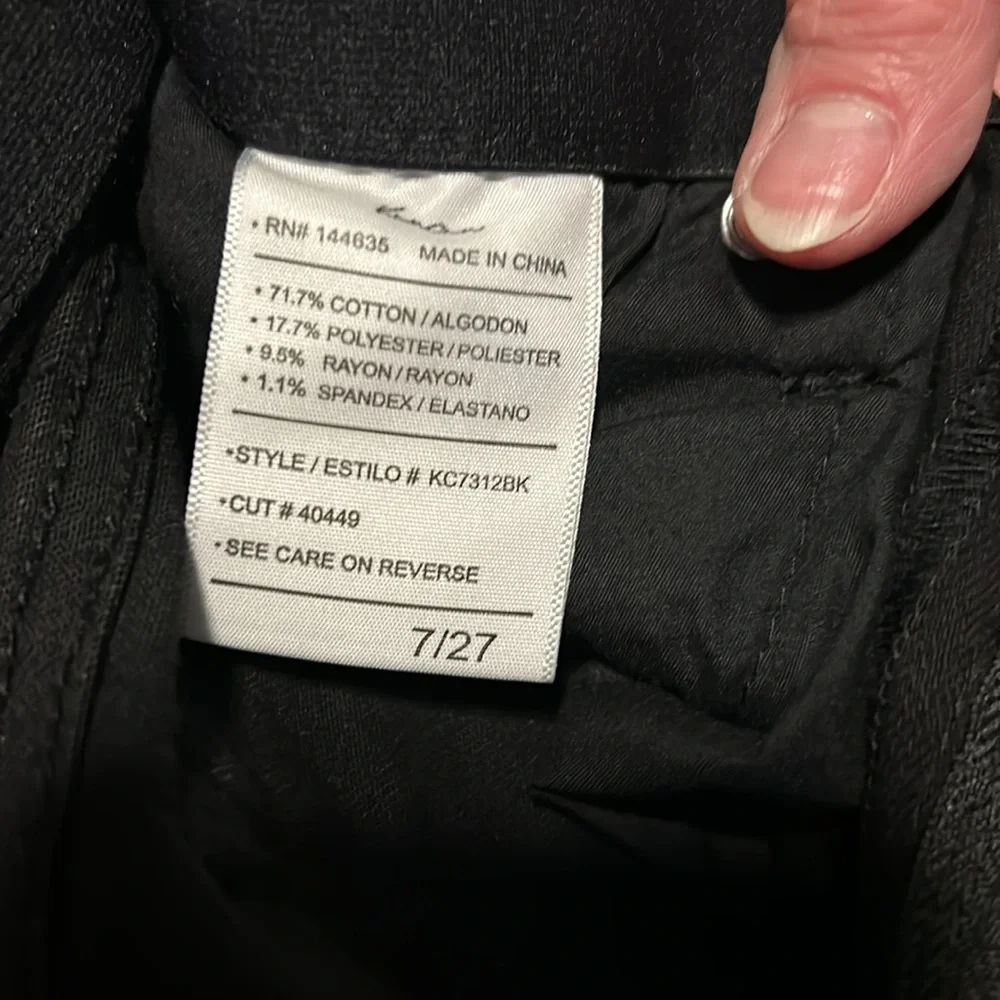 • RN# 144635 MADE IN CHINA
• 71.7% COTTON / ALGODON
• 17.7% POLYESTER / POLIESTER
• 9.5% RAYON / RAYON
• 1.1% SPANDEX / ELASTANO
•STYLE / ESTILO # KC7312BK
•CUT # 40449
•SEE CARE ON REVERSE
7/27